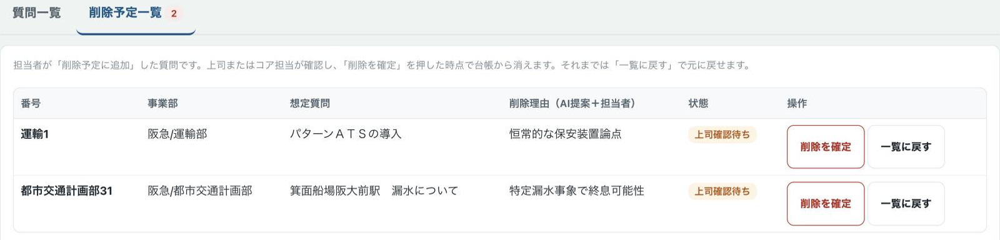 質問一覧 削除予定一覧 2
担当者が「削除予定に追加」した質問です。上司またはコア担当が確認し、「削除を確定」を押した時点で台帳から消えます。それまでは「一覧に戻す」で元に戻せます。
番号 事業部 想定質問 削除理由（AI提案＋担当者） 状態 操作
運輸1 阪急/運輸部 パターンＡＴＳの導入 恒常的な保安装置論点 上司確認待ち 削除を確定 一覧に戻す
都市交通計画部31 阪急/都市交通計画部 箕面船場阪大前駅　漏水について 特定漏水事象で終息可能性 上司確認待ち 削除を確定 一覧に戻す